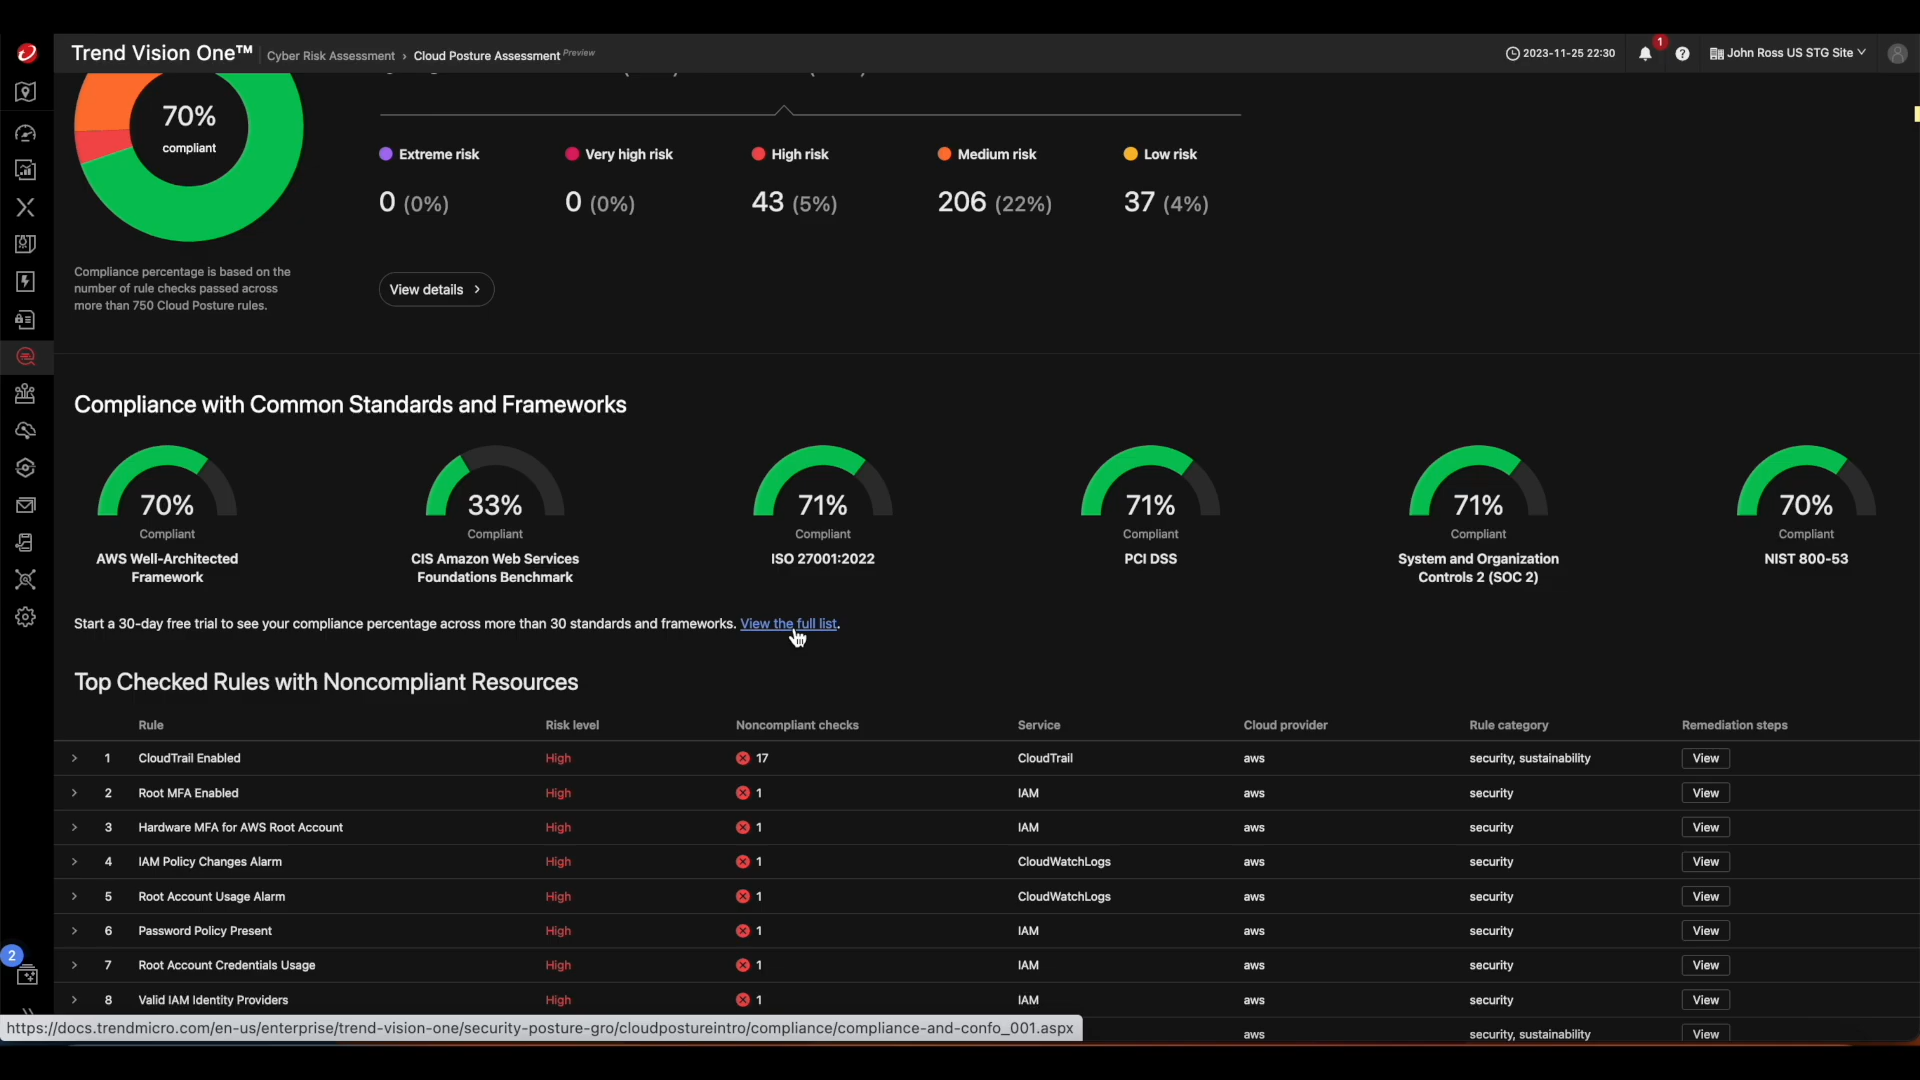 Trend Vision One™ Cyber Risk Assessment › Cloud Posture Assessment Preview 2023-11-25 22:30 1 John Ross US STG Site
70%
compliant
Extreme risk Very high risk High risk Medium risk Low risk
0 (0%) 0 (0%) 43 (5%) 206 (22%) 37 (4%)
Compliance percentage is based on the
number of rule checks passed across
more than 750 Cloud Posture rules.
View details
Compliance with Common Standards and Frameworks
70% 33% 71% 71% 71% 70%
Compliant Compliant Compliant Compliant Compliant Compliant
AWS Well-Architected CIS Amazon Web Services ISO 27001:2022 PCI DSS System and Organization NIST 800-53
Framework Foundations Benchmark Controls 2 (SOC 2)
Start a 30-day free trial to see your compliance percentage across more than 30 standards and frameworks. View the full list.
Top Checked Rules with Noncompliant Resources
Rule Risk level Noncompliant checks Service Cloud provider Rule category Remediation steps
1 CloudTrail Enabled High 17 CloudTrail aws security, sustainability View
2 Root MFA Enabled High 1 IAM aws security View
3 Hardware MFA for AWS Root Account High 1 IAM aws security View
4 IAM Policy Changes Alarm High 1 CloudWatchLogs aws security View
5 Root Account Usage Alarm High 1 CloudWatchLogs aws security View
6 Password Policy Present High 1 IAM aws security View
7 Root Account Credentials Usage High 1 IAM aws security View
8 Valid IAM Identity Providers High 1 IAM aws security View
2
aws security, sustainability View
https://docs.trendmicro.com/en-us/enterprise/trend-vision-one/security-posture-gro/cloudpostureintro/compliance/compliance-and-confo_001.aspx